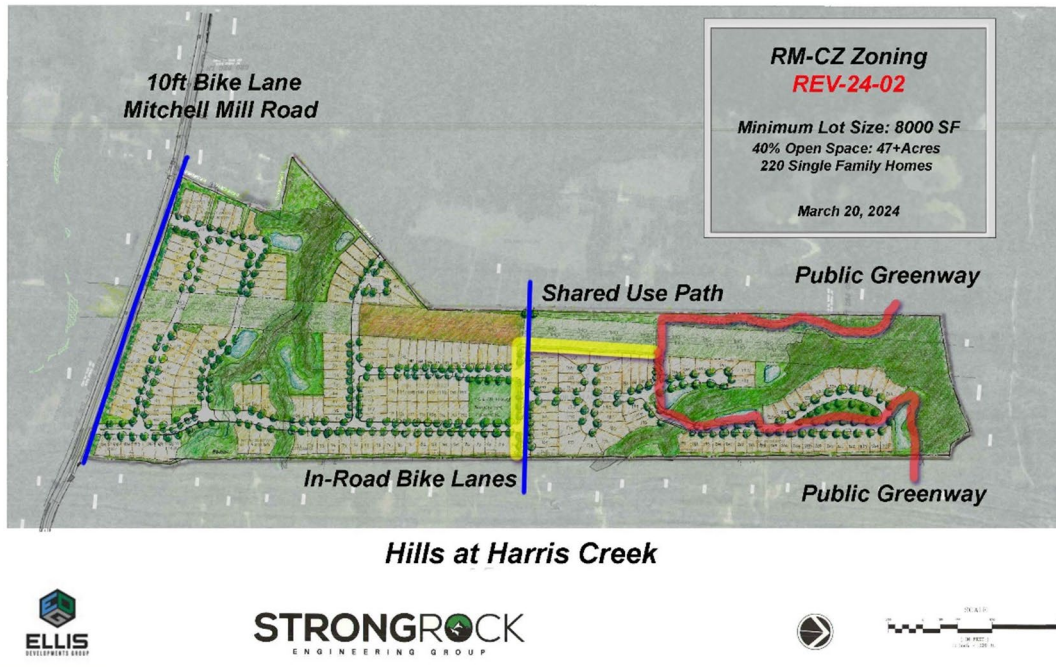 10ft Bike Lane
Mitchell Mill Road
RM-CZ Zoning
REV-24-02
Minimum Lot Size: 8000 SF
40% Open Space: 47+Acres
220 Single Family Homes
March 20, 2024
Public Greenway
Shared Use Path
In-Road Bike Lanes
Public Greenway
Hills at Harris Creek
ELLIS
DEVELOPMENTS GROUP
STRONGROCK
ENGINEERING GROUP
SCALE